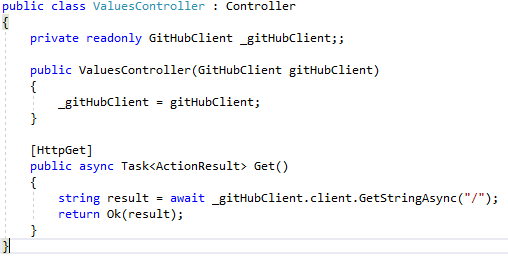 public class ValuesController : Controller
{
    private readonly GitHubClient _gitHubClient;;

    public ValuesController(GitHubClient gitHubClient)
    {
        _gitHubClient = gitHubClient;
    }

    [HttpGet]
    public async Task<ActionResult> Get()
    {
        string result = await _gitHubClient.client.GetStringAsync("/");
        return Ok(result);
    }
}